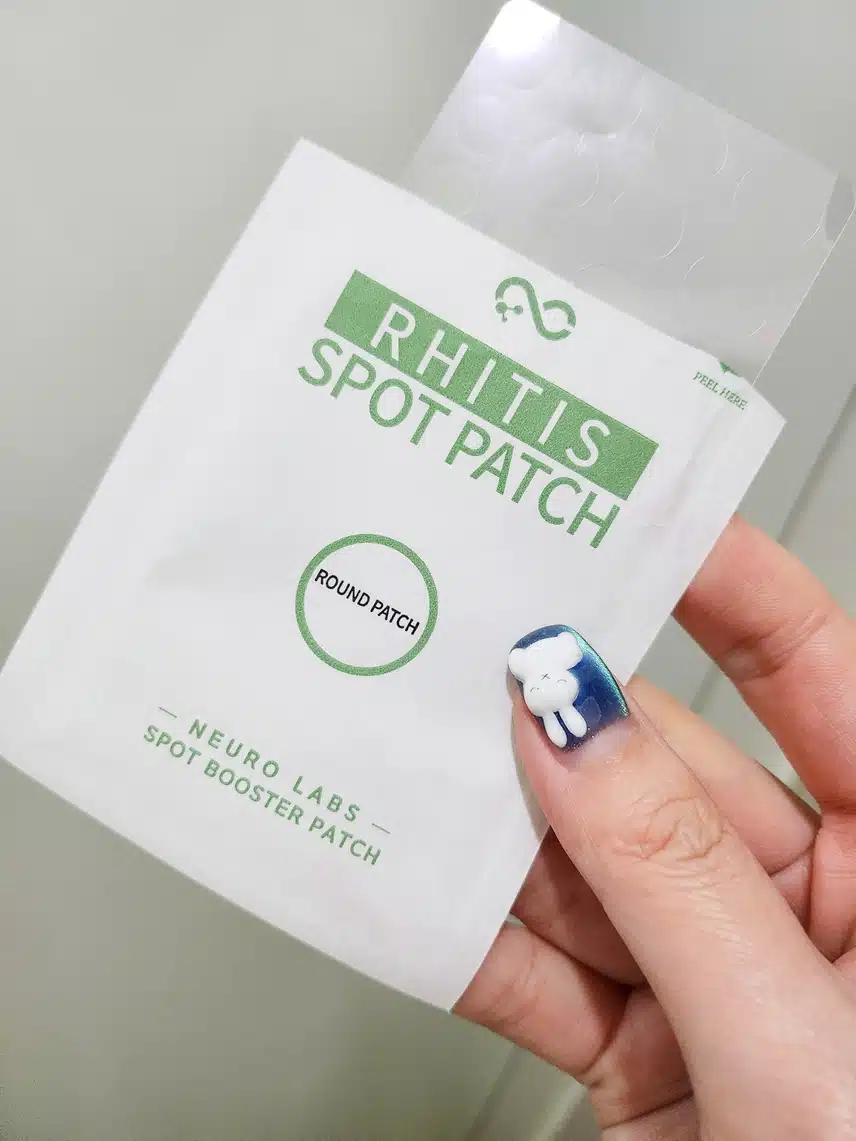 RHITIS
SPOT PATCH
PEEL HERE
ROUND PATCH
— NEURO LABS —
SPOT BOOSTER PATCH